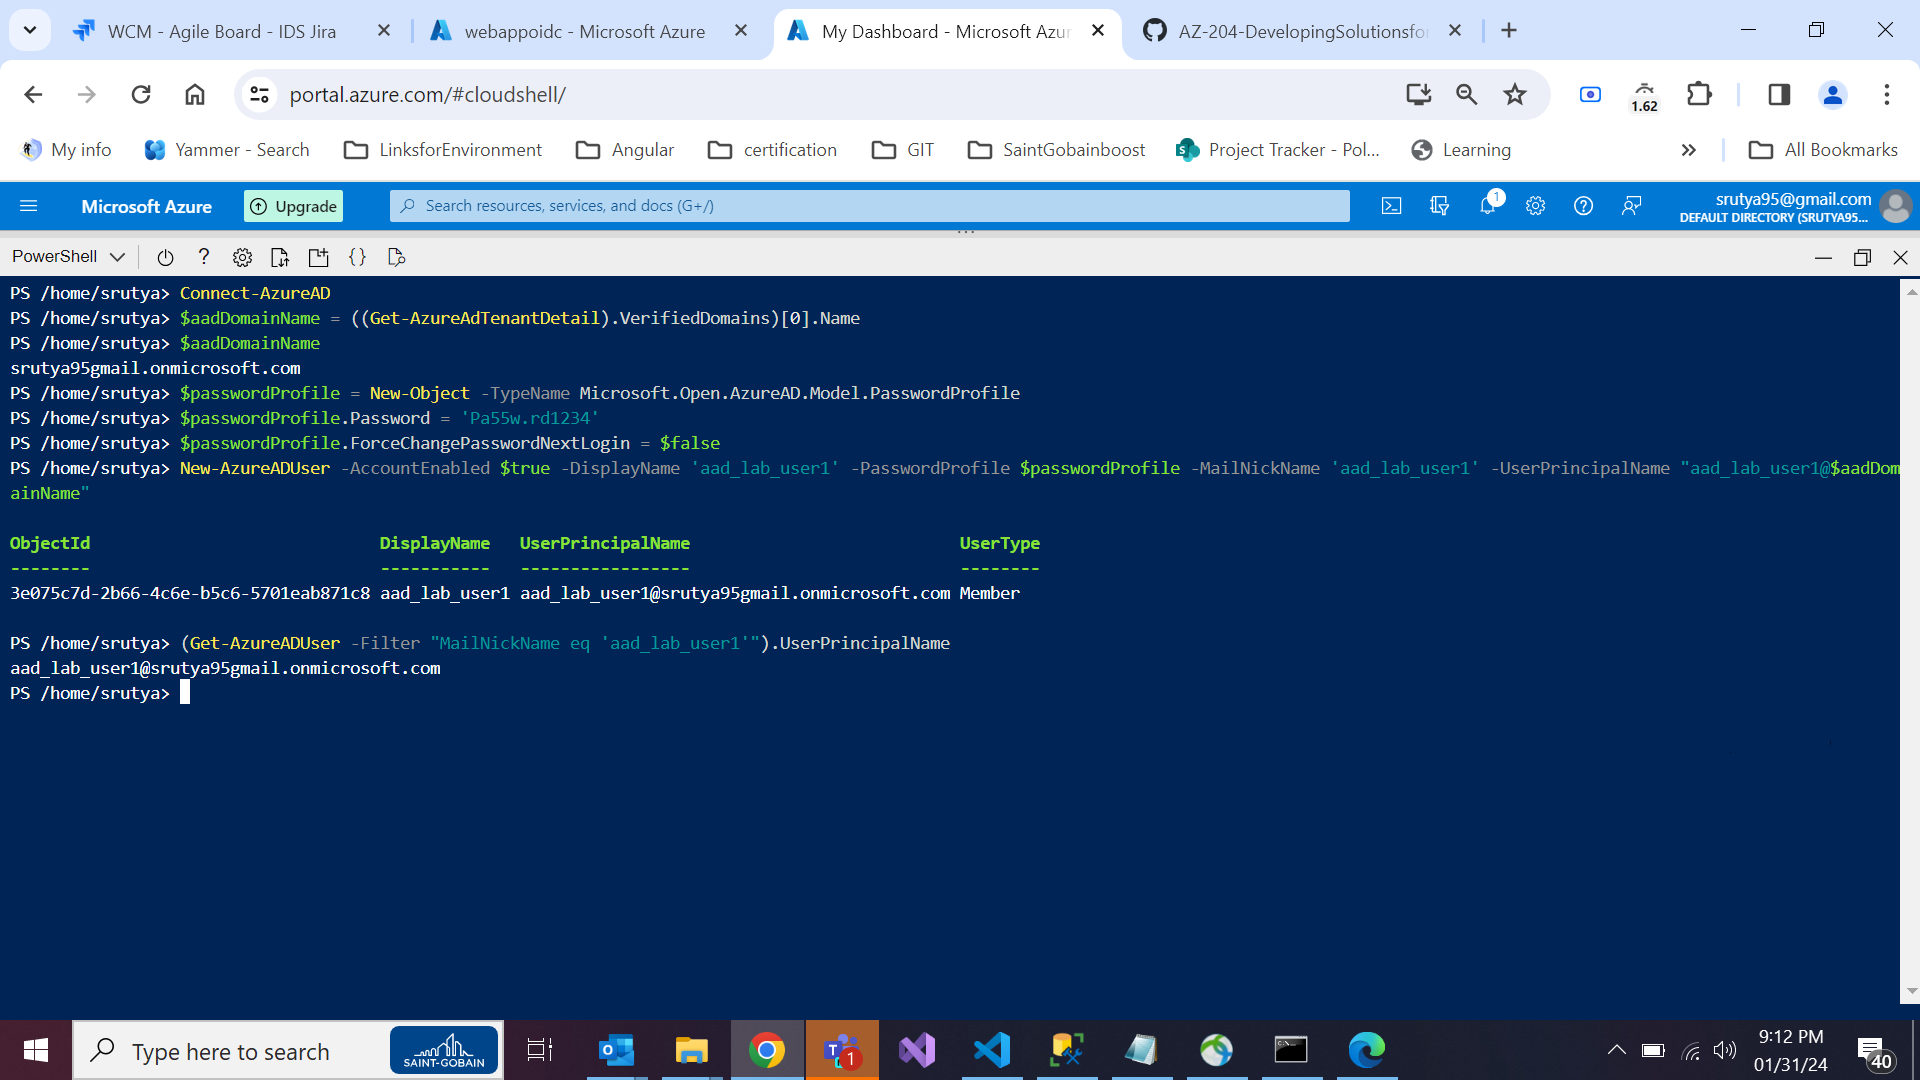 WCM - Agile Board - IDS Jira
webappoidc - Microsoft Azure
My Dashboard - Microsoft Azur
AZ-204-DevelopingSolutionsfor
portal.azure.com/#cloudshell/
1.62
My info
Yammer - Search
LinksforEnvironment
Angular
certification
GIT
SaintGobainboost
Project Tracker - Pol...
Learning
All Bookmarks
Microsoft Azure
Upgrade
Search resources, services, and docs (G+/)
1
srutya95@gmail.com
DEFAULT DIRECTORY (SRUTYA95...
PowerShell
PS /home/srutya> Connect-AzureAD
PS /home/srutya> $aadDomainName = ((Get-AzureAdTenantDetail).VerifiedDomains)[0].Name
PS /home/srutya> $aadDomainName
srutya95gmail.onmicrosoft.com
PS /home/srutya> $passwordProfile = New-Object -TypeName Microsoft.Open.AzureAD.Model.PasswordProfile
PS /home/srutya> $passwordProfile.Password = 'Pa55w.rd1234'
PS /home/srutya> $passwordProfile.ForceChangePasswordNextLogin = $false
PS /home/srutya> New-AzureADUser -AccountEnabled $true -DisplayName 'aad_lab_user1' -PasswordProfile $passwordProfile -MailNickName 'aad_lab_user1' -UserPrincipalName "aad_lab_user1@$aadDom
ainName"
ObjectId DisplayName UserPrincipalName UserType
-------- ----------- ----------------- --------
3e075c7d-2b66-4c6e-b5c6-5701eab871c8 aad_lab_user1 aad_lab_user1@srutya95gmail.onmicrosoft.com Member
PS /home/srutya> (Get-AzureADUser -Filter "MailNickName eq 'aad_lab_user1'").UserPrincipalName
aad_lab_user1@srutya95gmail.onmicrosoft.com
PS /home/srutya>
Type here to search
SAINT-GOBAIN
1
9:12 PM
01/31/24
40